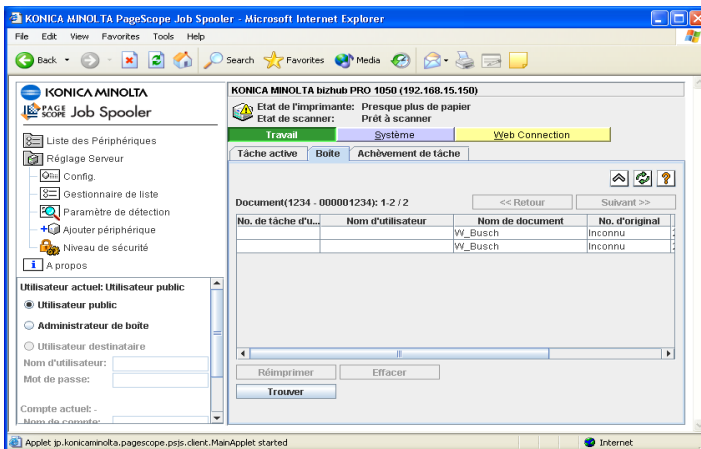 KONICA MINOLTA PageScope Job Spooler - Microsoft Internet Explorer
File Edit View Favorites Tools Help
Back Search Favorites Media
KONICA MINOLTA
PAGE SCOPE Job Spooler
Liste des Périphériques
Réglage Serveur
Config.
Gestionnaire de liste
Paramètre de détection
Ajouter périphérique
Niveau de sécurité
A propos
Utilisateur actuel: Utilisateur public
Utilisateur public
Administrateur de boîte
Utilisateur destinataire
Nom d'utilisateur:
Mot de passe:
Compte actuel: -
Nom de compte:
KONICA MINOLTA bizhub PRO 1050 (192.168.15.150)
Etat de l'imprimante: Presque plus de papier
Etat de scanner: Prêt à scanner
Travail Système Web Connection
Tâche active Boîte Achèvement de tâche
Document(1234 - 000001234): 1-2 / 2 << Retour Suivant >>
No. de tâche d'u... Nom d'utilisateur Nom de document No. d'original
W_Busch Inconnu
W_Busch Inconnu
Réimprimer Effacer
Trouver
Applet jp.konicaminolta.pagescope.psjs.client.MainApplet started Internet